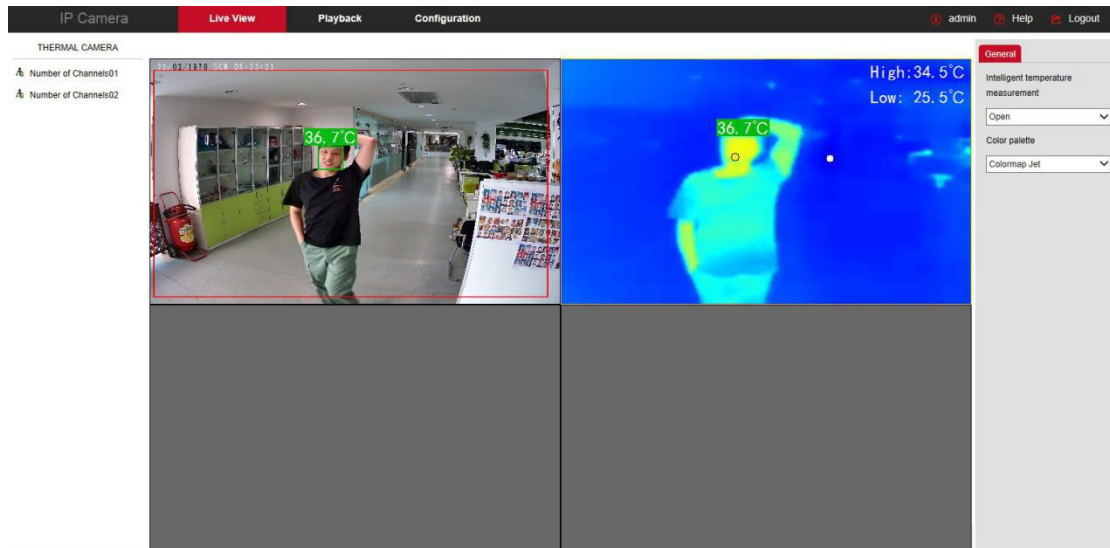 IP Camera
Live View
Playback
Configuration
admin
Help
Logout
THERMAL CAMERA
Number of Channels01
Number of Channels02
36.7°C
36.7°C
High:34.5°C
Low: 25.5°C
General
Intelligent temperature
measurement
Open
Color palette
Colormap Jet